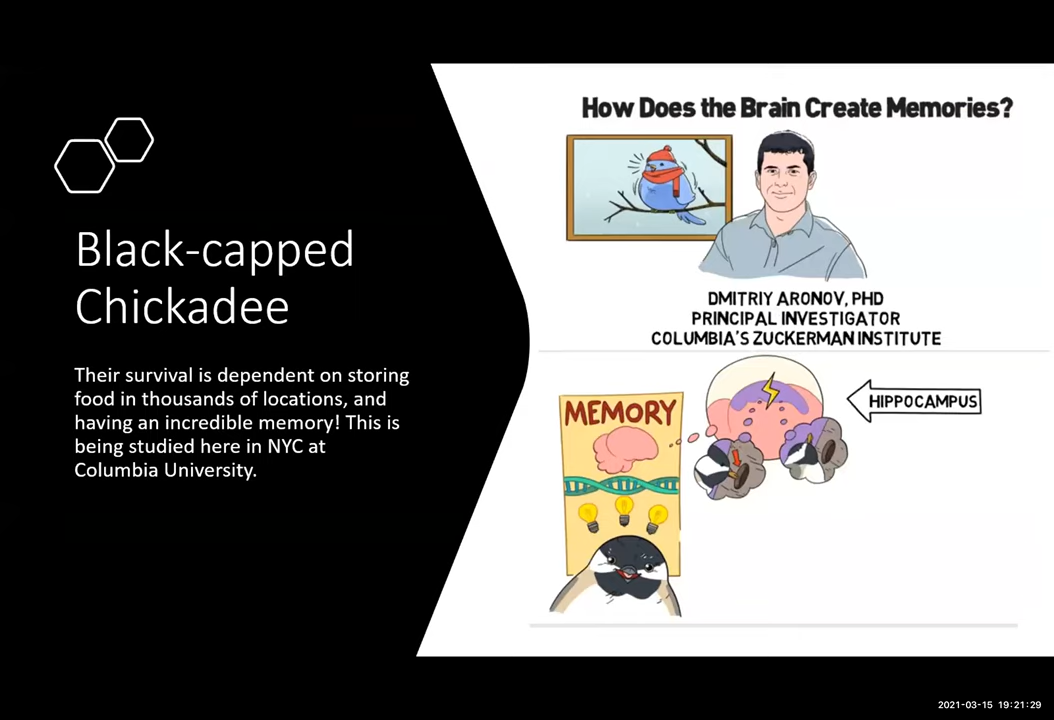 Black-capped
Chickadee
Their survival is dependent on storing
food in thousands of locations, and
having an incredible memory! This is
being studied here in NYC at
Columbia University.
How Does the Brain Create Memories?
DMITRIY ARONOV, PHD
PRINCIPAL INVESTIGATOR
COLUMBIA'S ZUCKERMAN INSTITUTE
MEMORY
HIPPOCAMPUS
2021-03-15 19:21:29